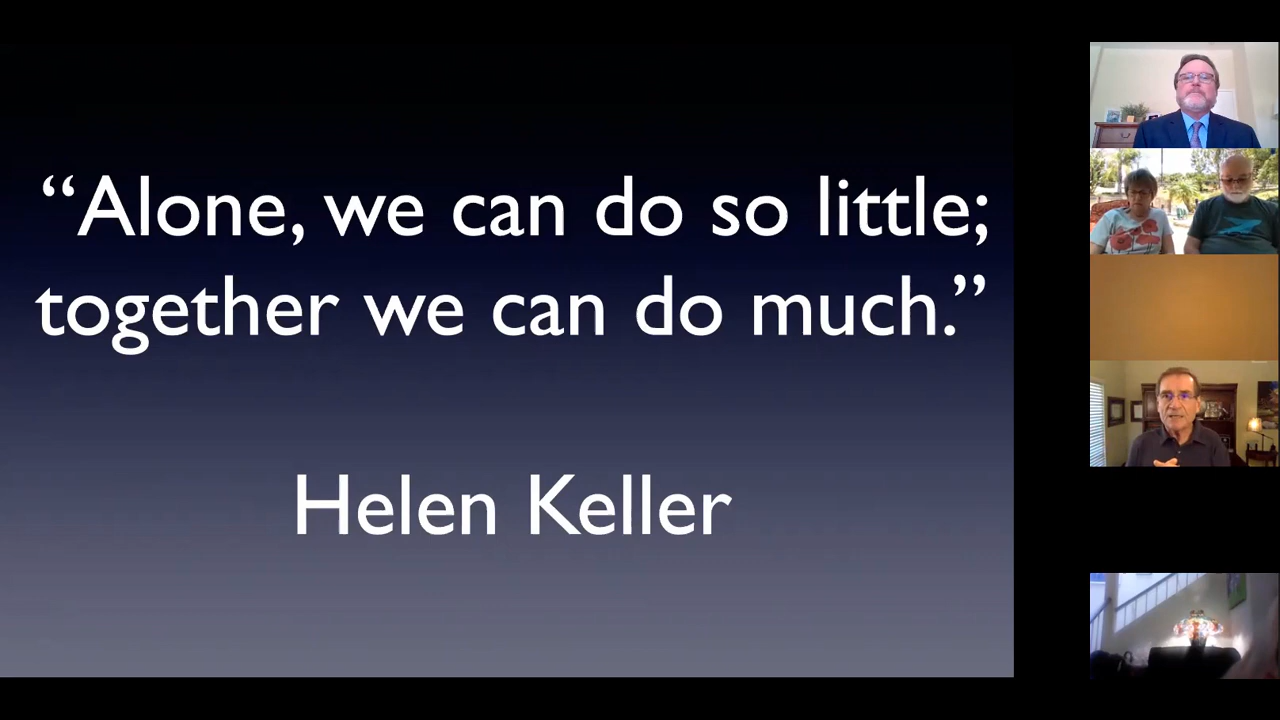 “Alone, we can do so little;
together we can do much.”
Helen Keller